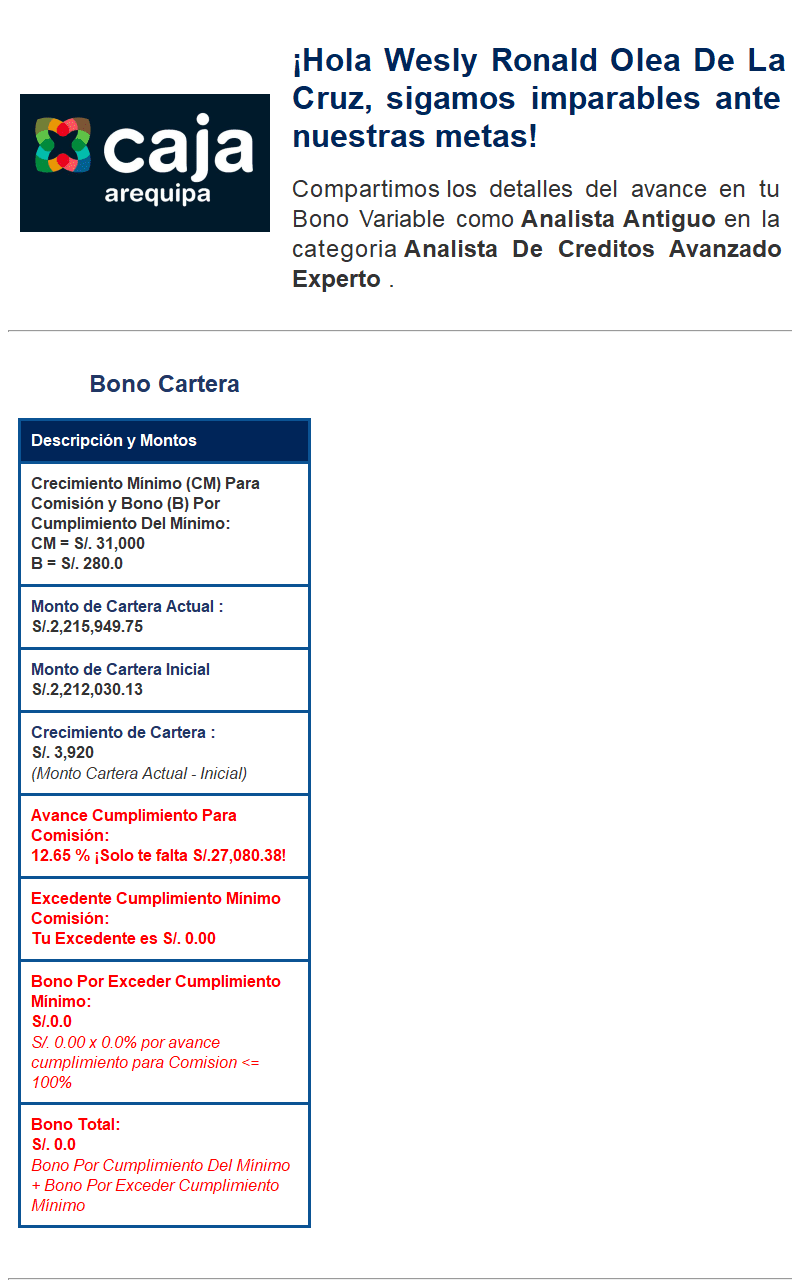 caja
arequipa
¡Hola Wesly Ronald Olea De La
Cruz, sigamos imparables ante
nuestras metas!
Compartimos los detalles del avance en tu
Bono Variable como Analista Antiguo en la
categoria Analista De Creditos Avanzado
Experto .
Bono Cartera
Descripción y Montos
Crecimiento Mínimo (CM) Para
Comisión y Bono (B) Por
Cumplimiento Del Mínimo:
CM = S/. 31,000
B = S/. 280.0
Monto de Cartera Actual :
S/.2,215,949.75
Monto de Cartera Inicial
S/.2,212,030.13
Crecimiento de Cartera :
S/. 3,920
(Monto Cartera Actual - Inicial)
Avance Cumplimiento Para
Comisión:
12.65 % ¡Solo te falta S/.27,080.38!
Excedente Cumplimiento Mínimo
Comisión:
Tu Excedente es S/. 0.00
Bono Por Exceder Cumplimiento
Mínimo:
S/.0.0
S/. 0.00 x 0.0% por avance
cumplimiento para Comision <=
100%
Bono Total:
S/. 0.0
Bono Por Cumplimiento Del Mínimo
+ Bono Por Exceder Cumplimiento
Mínimo